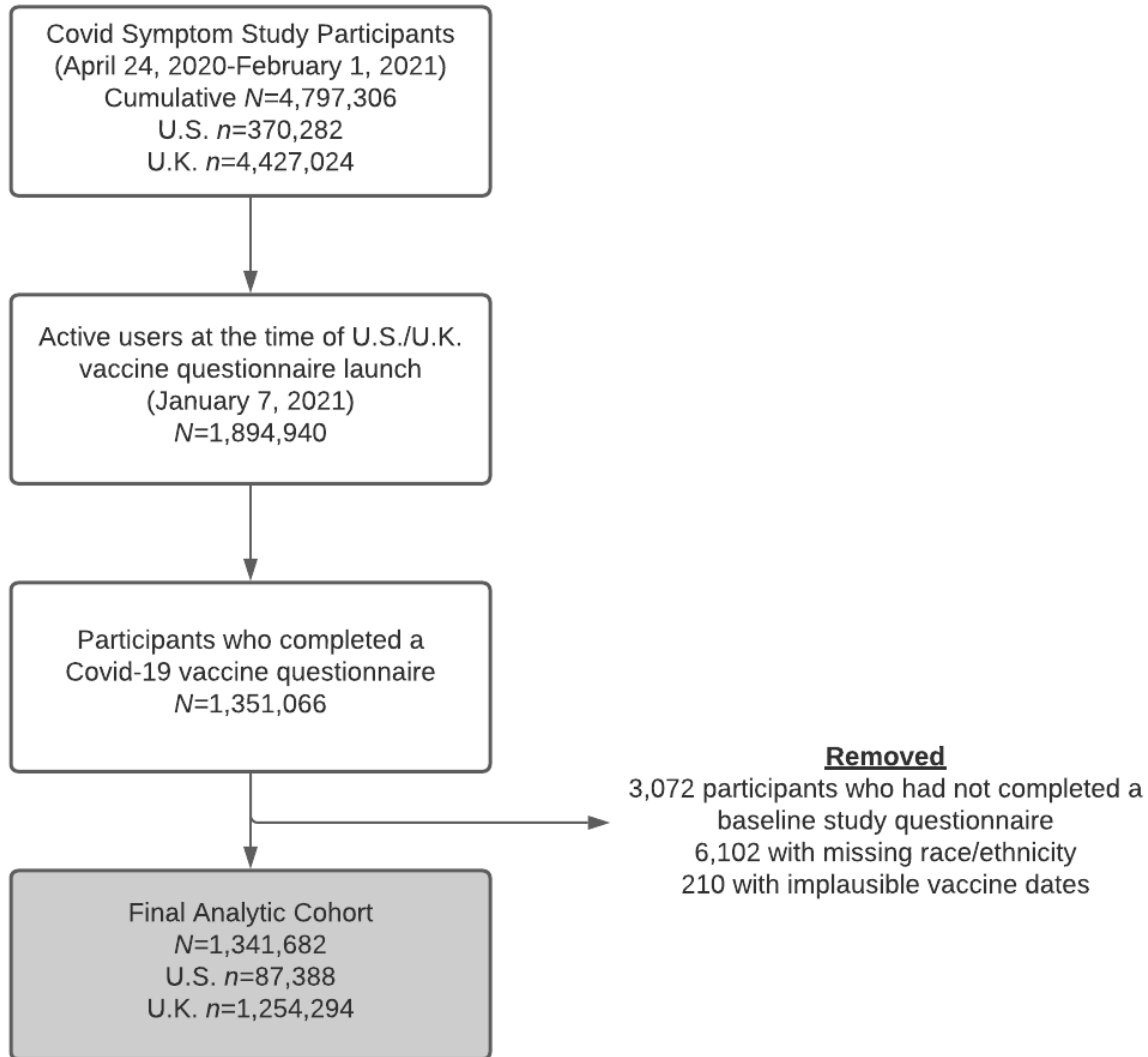 Covid Symptom Study Participants
(April 24, 2020-February 1, 2021)
Cumulative N=4,797,306
U.S. n=370,282
U.K. n=4,427,024
Active users at the time of U.S./U.K.
vaccine questionnaire launch
(January 7, 2021)
N=1,894,940
Participants who completed a
Covid-19 vaccine questionnaire
N=1,351,066
Removed
3,072 participants who had not completed a
baseline study questionnaire
6,102 with missing race/ethnicity
210 with implausible vaccine dates
Final Analytic Cohort
N=1,341,682
U.S. n=87,388
U.K. n=1,254,294